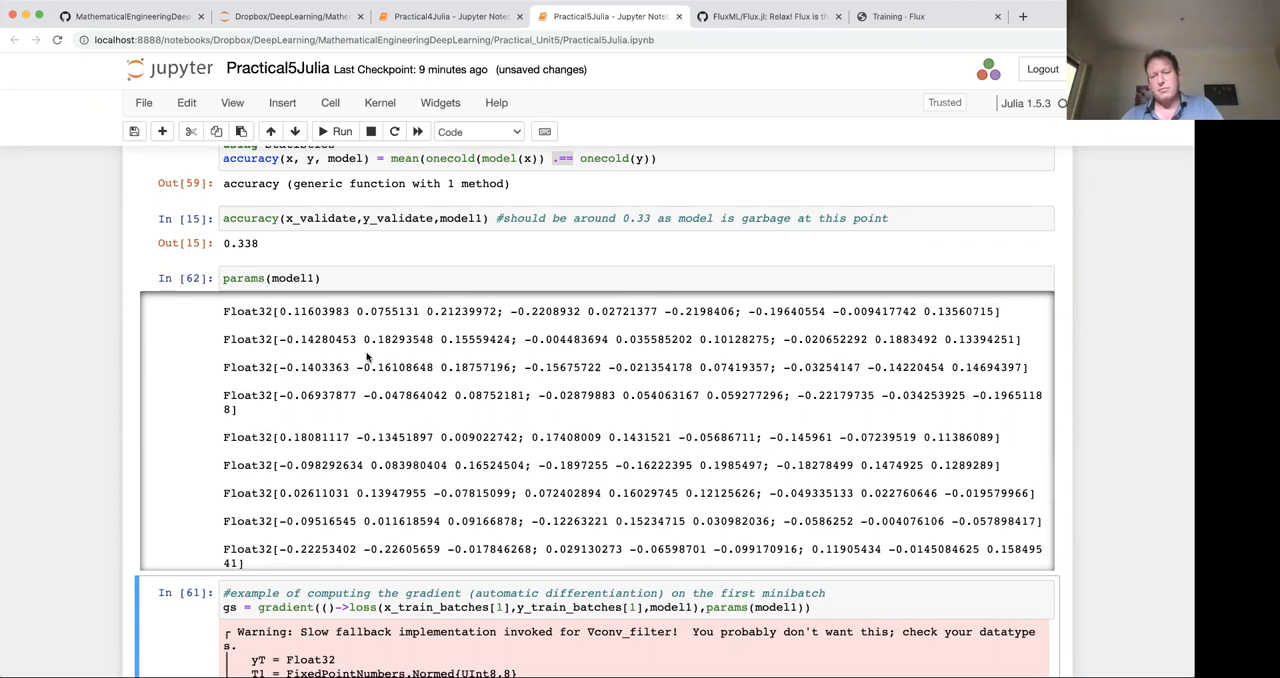 MathematicalEngineeringDeep
Dropbox/DeepLearning/Mathe
Practical4Julia - Jupyter Note
Practical5Julia - Jupyter Note
FluxML/Flux.jl: Relax! Flux is th
Training · Flux
localhost:8888/notebooks/Dropbox/DeepLearning/MathematicalEngineeringDeepLearning/Practical_Unit5/Practical5Julia.ipynb
jupyter Practical5Julia Last Checkpoint: 9 minutes ago (unsaved changes) Logout
File Edit View Insert Cell Kernel Widgets Help Trusted Julia 1.5.3
Run Code
accuracy(x, y, model) = mean(onecold(model(x)) .== onecold(y))
Out[59]: accuracy (generic function with 1 method)
In [15]: accuracy(x_validate,y_validate,model1) #should be around 0.33 as model is garbage at this point
Out[15]: 0.338
In [62]: params(model1)
Float32[0.11603983 0.0755131 0.21239972; -0.2208932 0.02721377 -0.2198406; -0.19640554 -0.009417742 0.13560715]
Float32[-0.14280453 0.18293548 0.15559424; -0.004483694 0.035585202 0.10128275; -0.020652292 0.1883492 0.13394251]
Float32[-0.1403363 -0.16108648 0.18757196; -0.15675722 -0.021354178 0.07419357; -0.03254147 -0.14220454 0.14694397]
Float32[-0.06937877 -0.047864042 0.08752181; -0.02879883 0.054063167 0.059277296; -0.22179735 -0.034253925 -0.1965118
8]
Float32[0.18081117 -0.13451897 0.009022742; 0.17408009 0.1431521 -0.05686711; -0.145961 -0.07239519 0.11386089]
Float32[-0.098292634 0.083980404 0.16524504; -0.1897255 -0.16222395 0.1985497; -0.18278499 0.1474925 0.1289289]
Float32[0.02611031 0.13947955 -0.07815099; 0.072402894 0.16029745 0.12125626; -0.049335133 0.022760646 -0.019579966]
Float32[-0.09516545 0.011618594 0.09166878; -0.12263221 0.15234715 0.030982036; -0.0586252 -0.004076106 -0.057898417]
Float32[-0.22253402 -0.22605659 -0.017846268; 0.029130273 -0.06598701 -0.099170916; 0.11905434 -0.0145084625 0.158495
41]
In [61]: #example of computing the gradient (automatic differentiantion) on the first minibatch
gs = gradient(()->loss(x_train_batches[1],y_train_batches[1],model1),params(model1))
┌ Warning: Slow fallback implementation invoked for ∇conv_filter! You probably don't want this; check your datatype
s.
│ yT = Float32
│ T1 = FixedPointNumbers.Normed{UInt8,8}